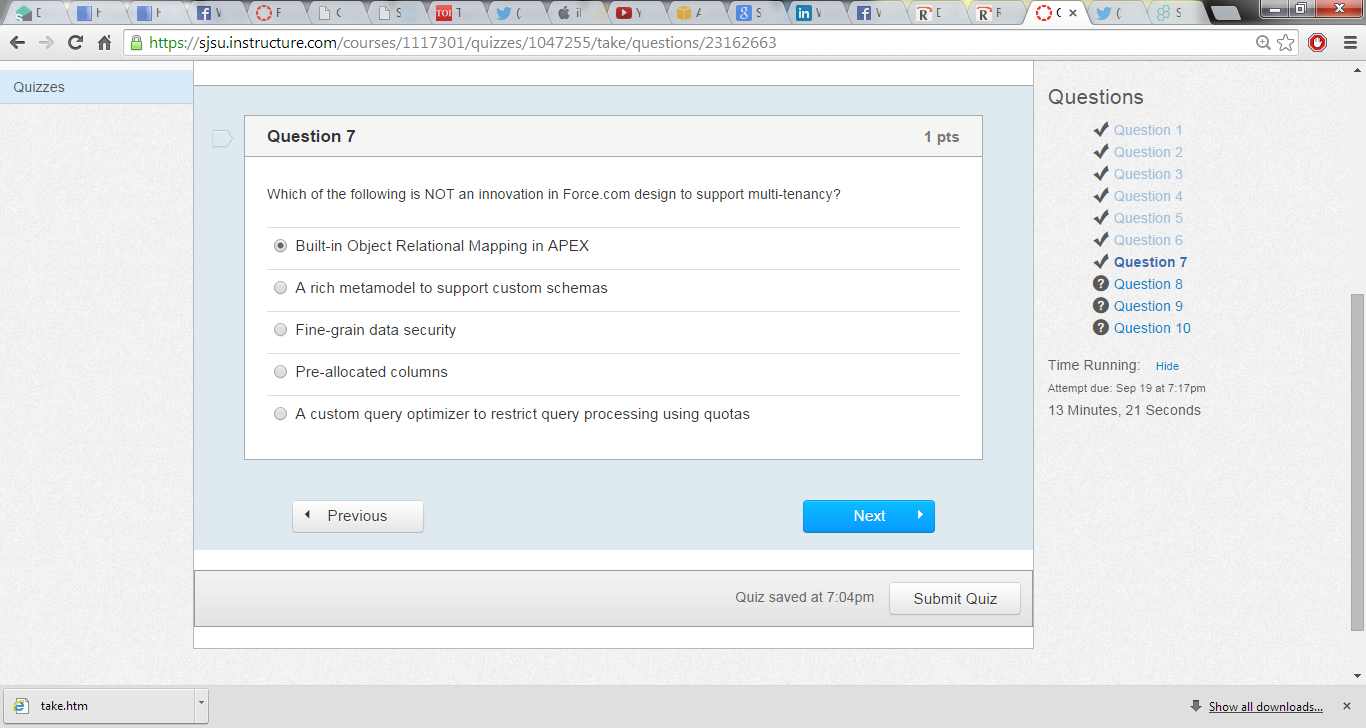 https://sjsu.instructure.com/courses/1117301/quizzes/1047255/take/questions/23162663
Quizzes
Question 7
1 pts
Which of the following is NOT an innovation in Force.com design to support multi-tenancy?
Built-in Object Relational Mapping in APEX
A rich metamodel to support custom schemas
Fine-grain data security
Pre-allocated columns
A custom query optimizer to restrict query processing using quotas
Previous
Next
Quiz saved at 7:04pm
Submit Quiz
Questions
Question 1
Question 2
Question 3
Question 4
Question 5
Question 6
Question 7
Question 8
Question 9
Question 10
Time Running:
Hide
Attempt due: Sep 19 at 7:17pm
13 Minutes, 21 Seconds
take.htm
Show all downloads...